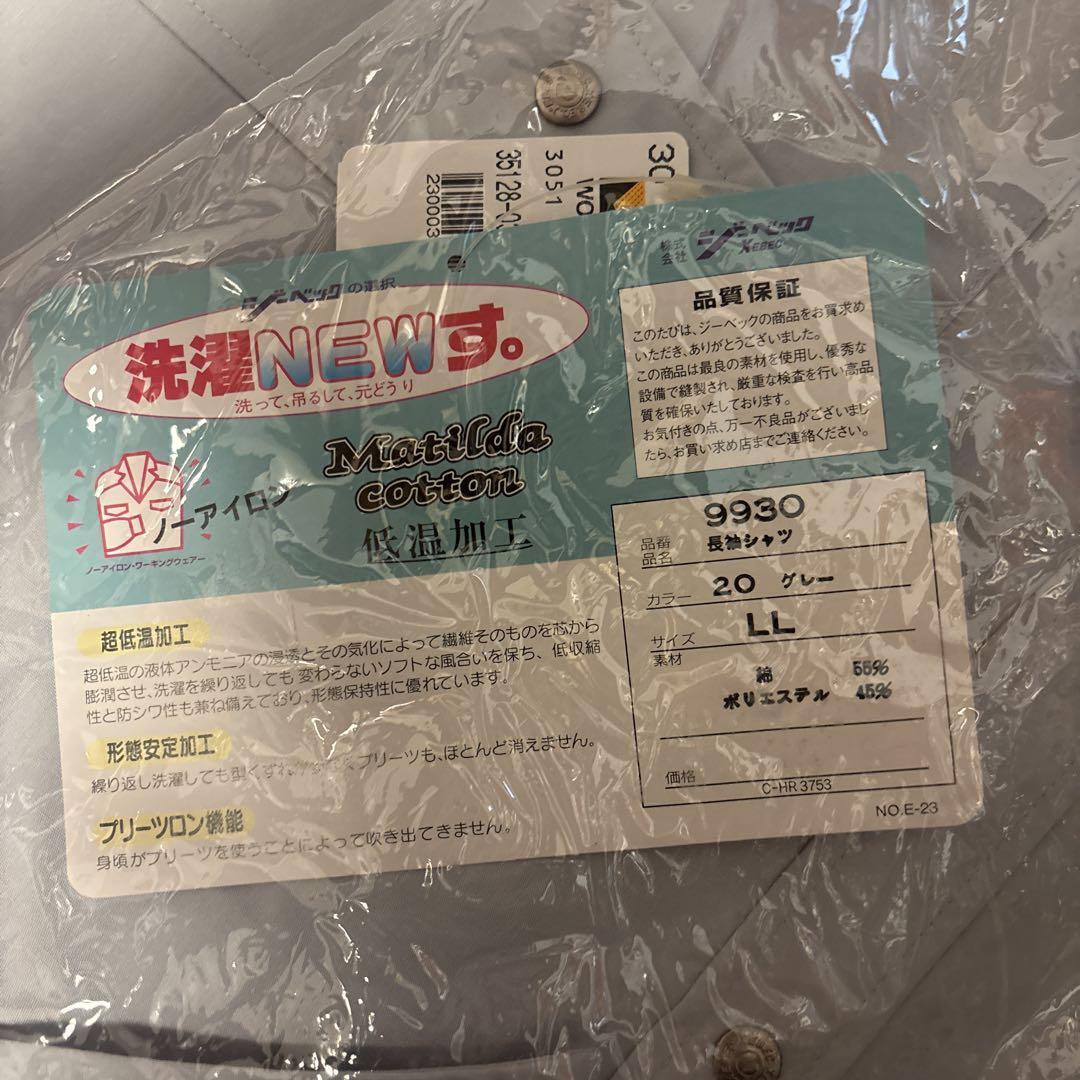 30
WO
3051
35128-0
230003
ジーベックの選択
洗濯NEWす。
洗って、吊るして、元どうり
Matilda
cotton
低温加工
ノーアイロン
ノーアイロン・ワーキングウェアー
超低温加工
超低温の液体アンモニアの浸透とその気化によって繊維そのものを芯から
膨潤させ、洗濯を繰り返しても変わらないソフトな風合いを保ち、低収縮
性と防シワ性も兼ね備えており、形態保持性に優れています。
形態安定加工
繰り返し洗濯しても型くずれ プリーツも、ほとんど消えません。
プリーツロン機能
身頃がプリーツを使うことによって吹き出てきません。
株式
会社
ジーベック
XEBEC
品質保証
このたびは、ジーベックの商品をお買求め
いただき、ありがとうございました。
この商品は最良の素材を使用し、優秀な
設備で縫製され、厳重な検査を行い高品
質を確保いたしております。
お気付きの点、万一不良品がございまし
たら、お買い求め店までご連絡ください。
品番 9930
品名 長袖シャツ
カラー 20 グレー
サイズ LL
素材
綿 55%
ポリエステル 45%
価格
C-HR3753
NO.E-23